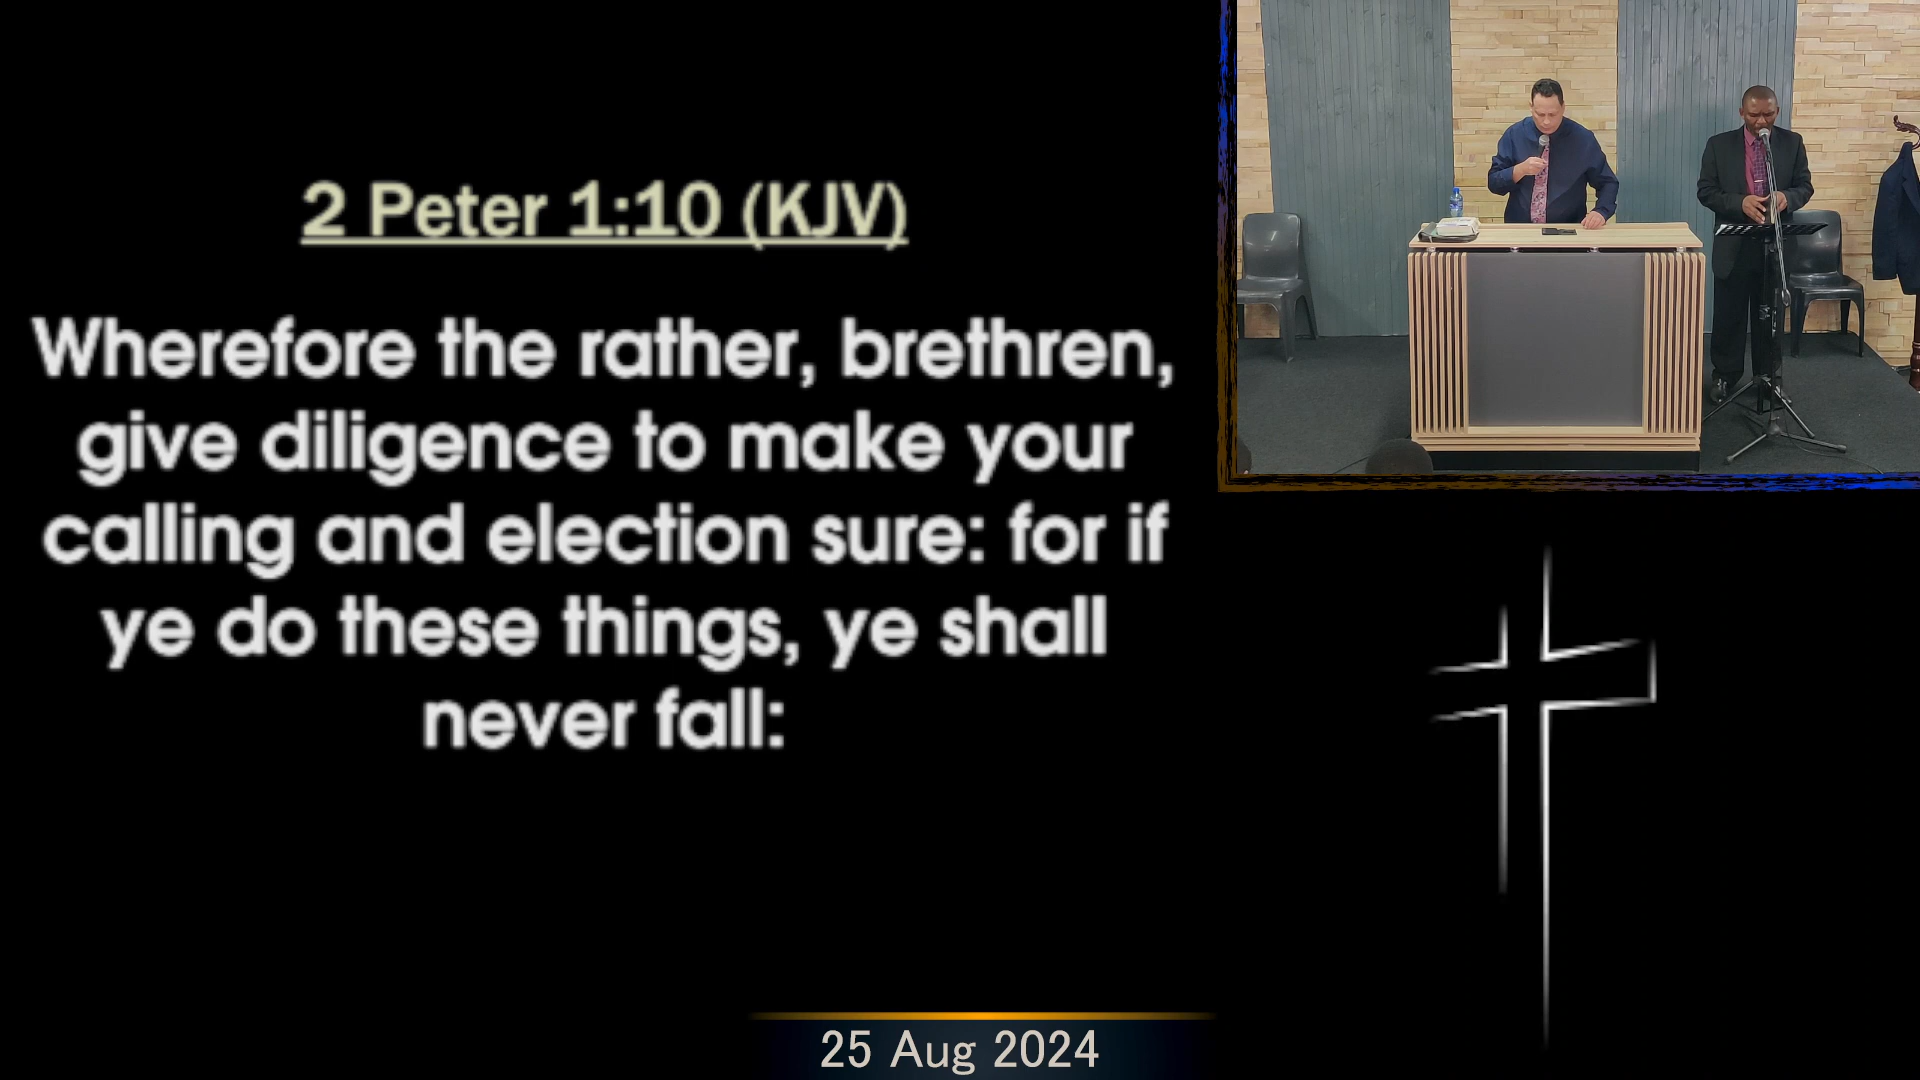 2 Peter 1:10 (KJV)
Wherefore the rather, brethren,
give diligence to make your
calling and election sure: for if
ye do these things, ye shall
never fall:
25 Aug 2024